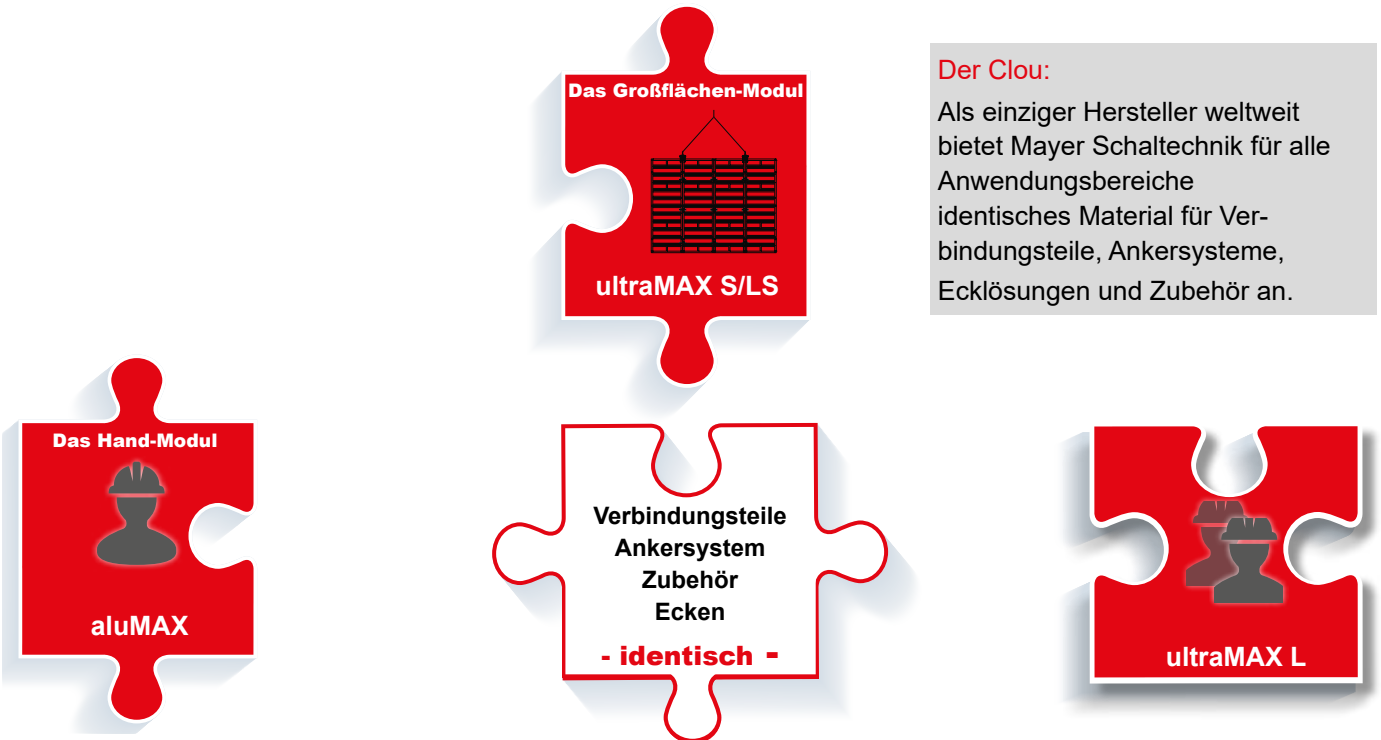 Das Großflächen-Modul
ultraMAX S/LS
Der Clou:
Als einziger Hersteller weltweit
bietet Mayer Schaltechnik für alle
Anwendungsbereiche
identisches Material für Ver-
bindungsteile, Ankersysteme,
Ecklösungen und Zubehör an.
Das Hand-Modul
aluMAX
Verbindungsteile
Ankersystem
Zubehör
Ecken
- identisch -
ultraMAX L